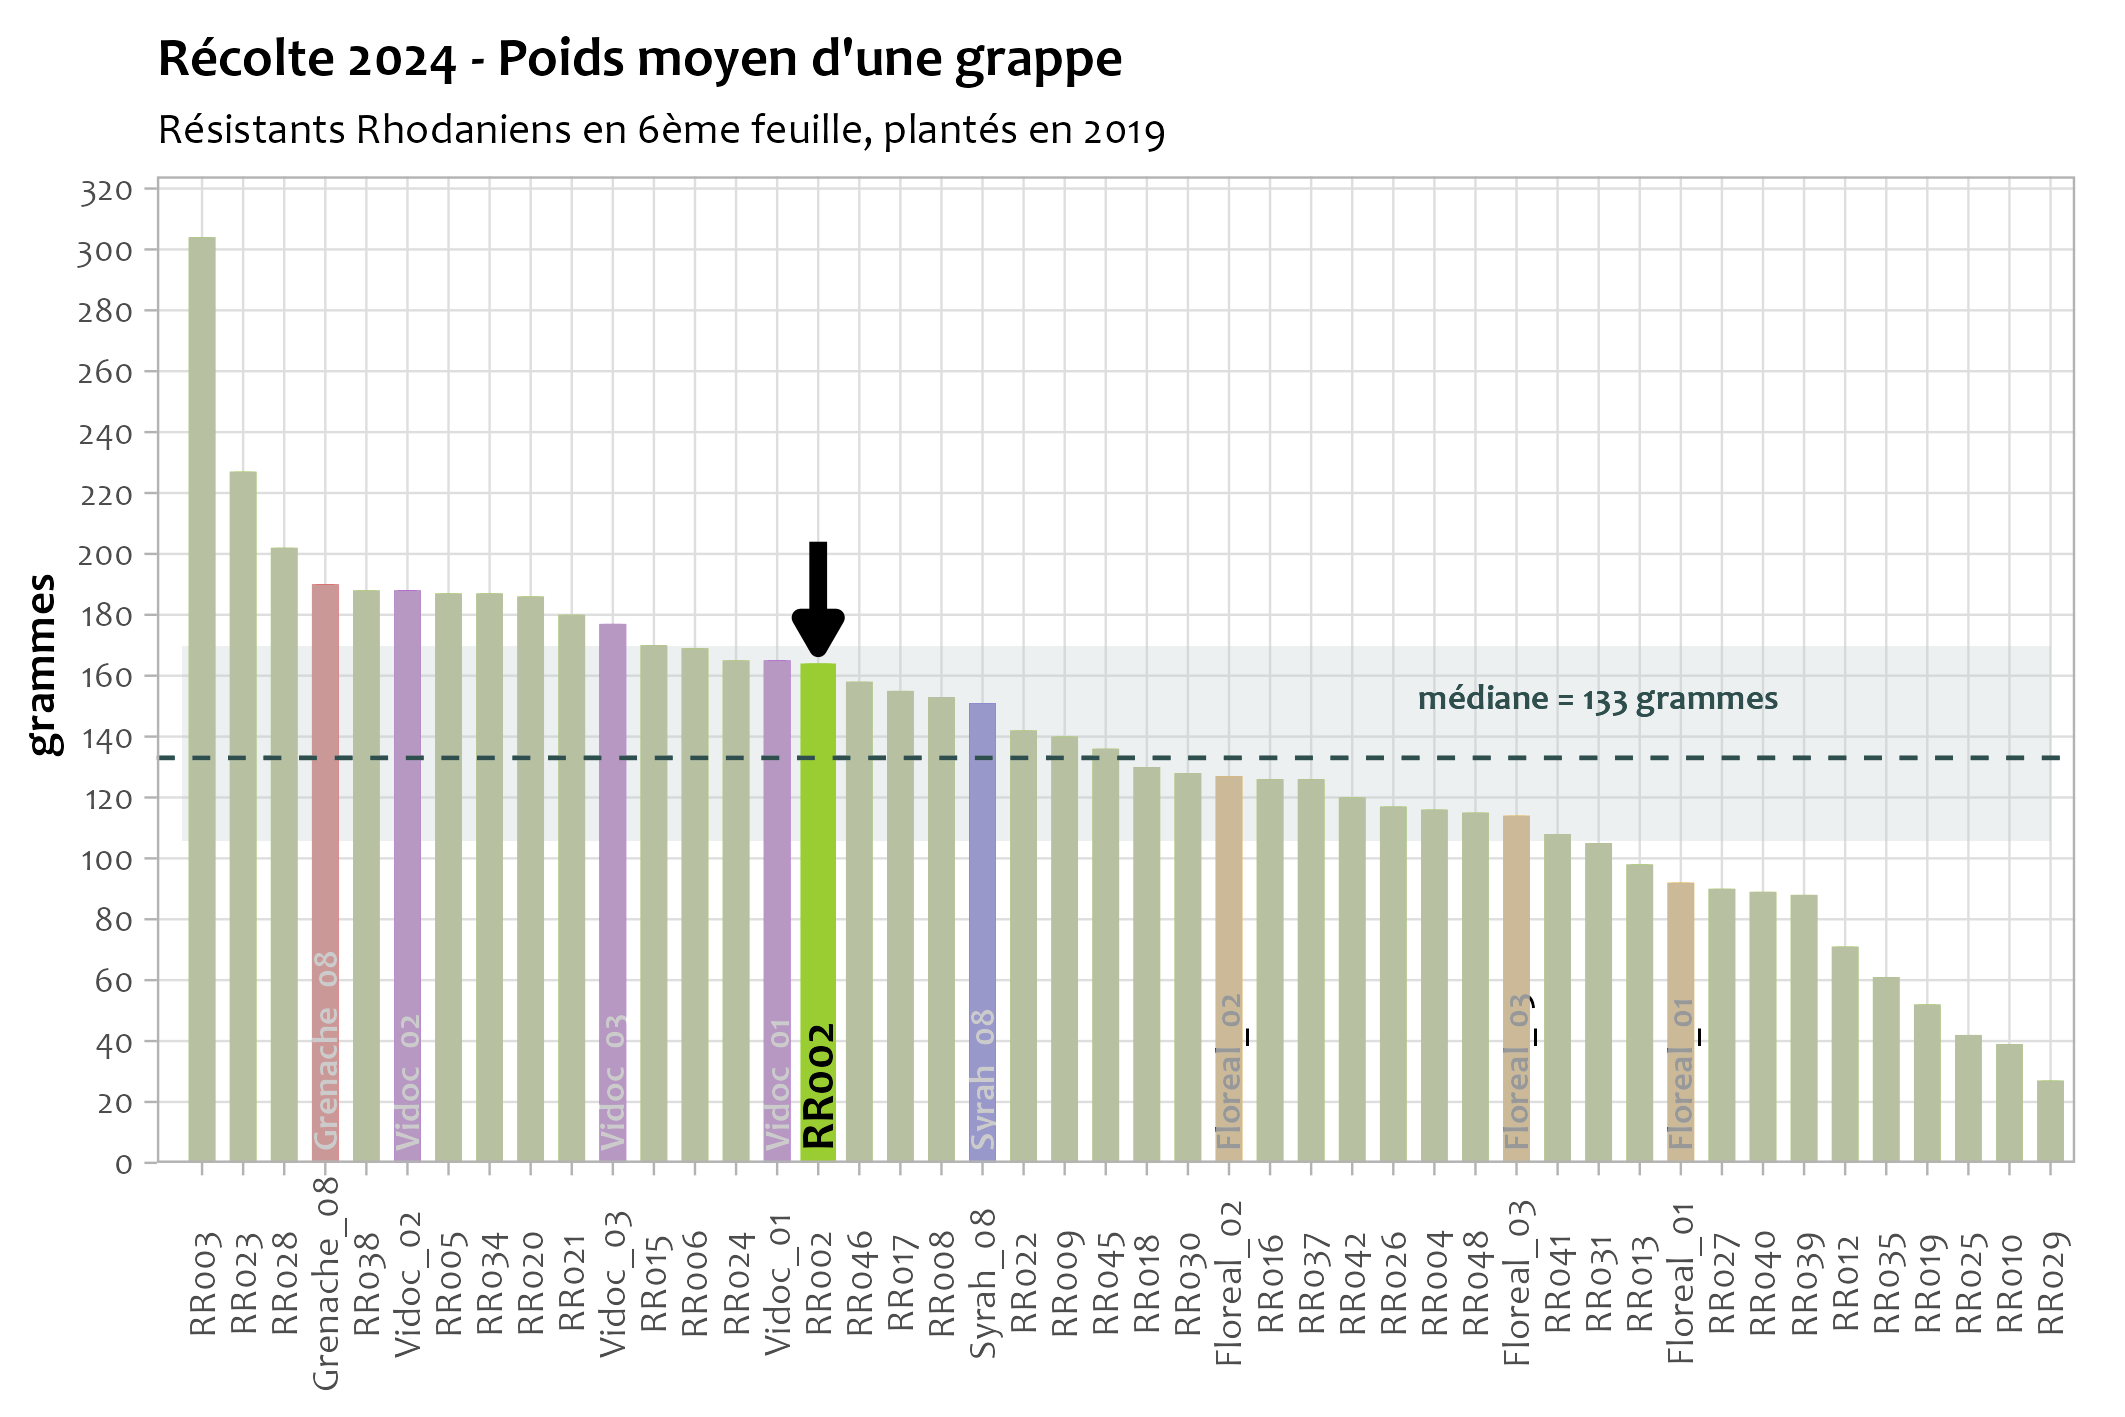 Récolte 2024 - Poids moyen d'une grappe
Résistants Rhodaniens en 6ème feuille, plantés en 2019
grammes
320
300
280
260
240
220
200
180
160
140
120
100
80
60
40
20
0
médiane = 133 grammes
Grenache_08
Vidoc_02
Vidoc_03
Vidoc_01
RR002
Syrah_08
Floreal_02
Floreal_03
Floreal_01
RR003
RR023
RR028
Grenache_08
RR038
Vidoc_02
RR005
RR034
RR020
RR021
Vidoc_03
RR015
RR006
RR024
Vidoc_01
RR002
RR046
RR017
RR008
Syrah_08
RR022
RR009
RR045
RR018
RR030
Floreal_02
RR016
RR037
RR042
RR026
RR004
RR048
Floreal_03
RR041
RR031
RR013
Floreal_01
RR027
RR040
RR039
RR012
RR035
RR019
RR025
RR010
RR029